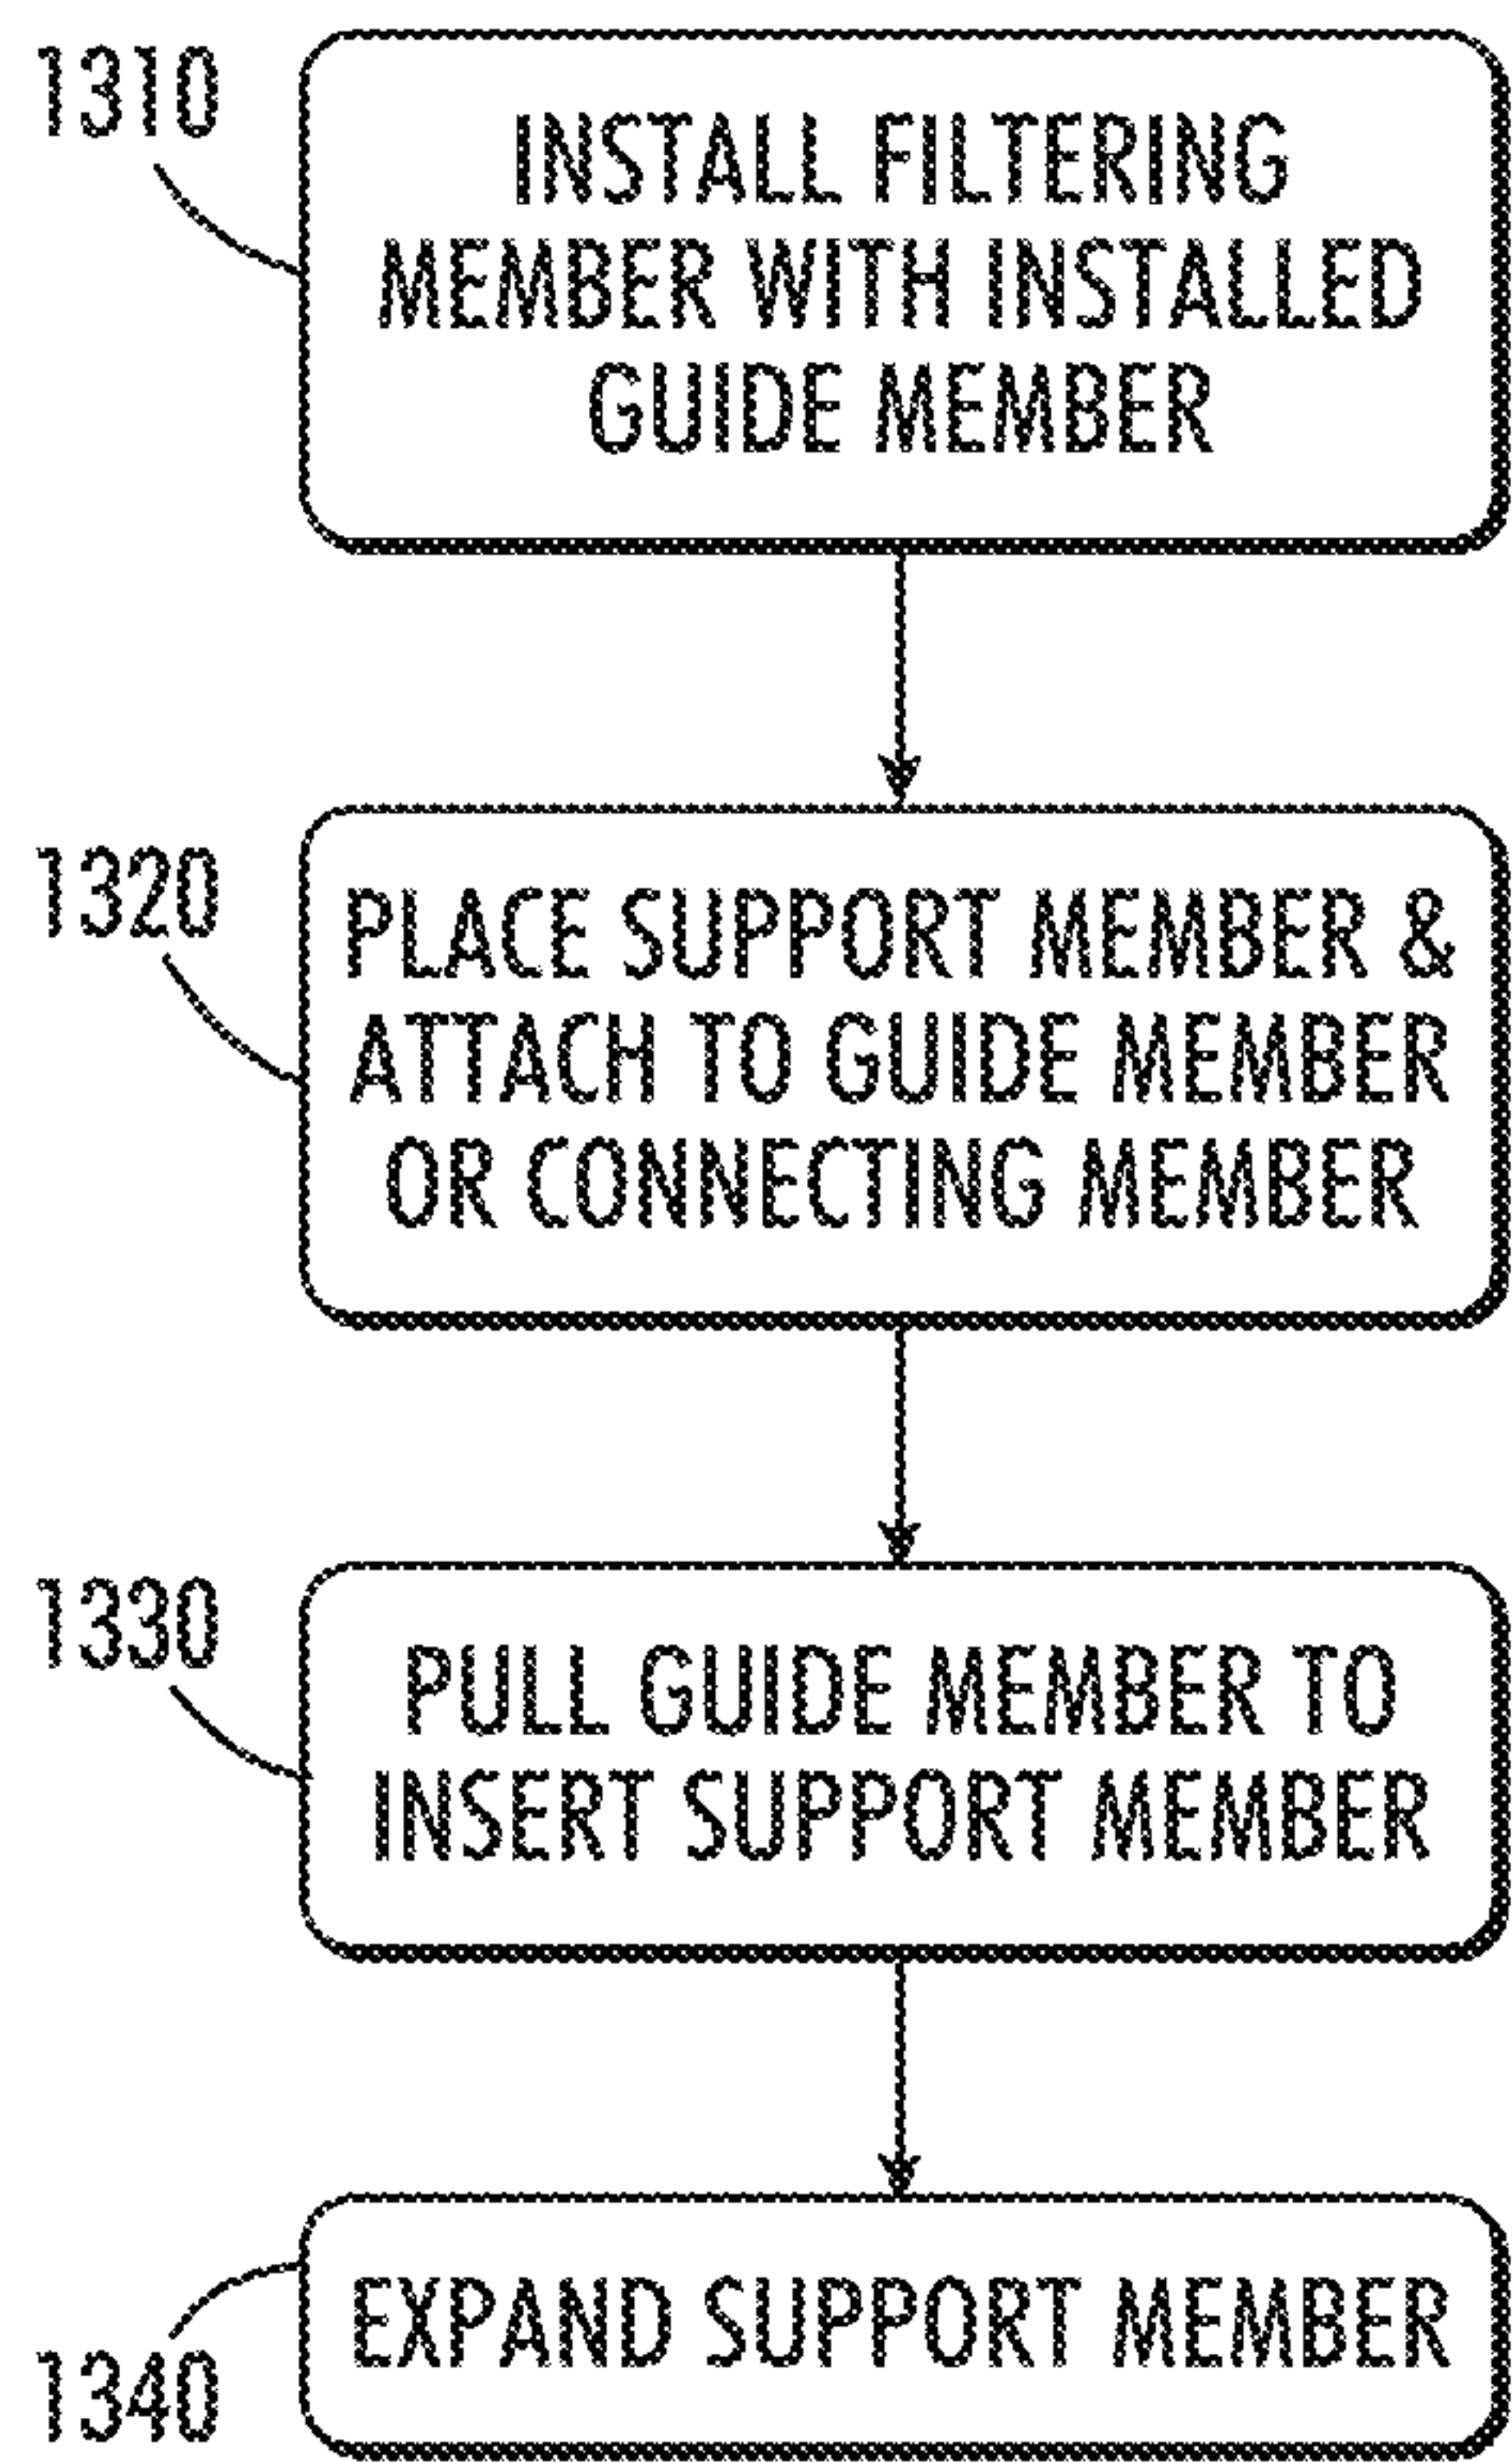 1310
INSTALL FILTERING
MEMBER WITH INSTALLED
GUIDE MEMBER
1320
PLACE SUPPORT MEMBER &
ATTACH TO GUIDE MEMBER
OR CONNECTING MEMBER
1330
PULL GUIDE MEMBER TO
INSERT SUPPORT MEMBER
1340
EXPAND SUPPORT MEMBER